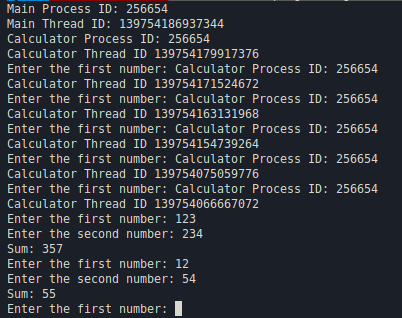 Main Process ID: 256654
Main Thread ID: 139754186937344
Calculator Process ID: 256654
Calculator Thread ID 139754179917376
Enter the first number: Calculator Process ID: 256654
Calculator Thread ID 139754171524672
Enter the first number: Calculator Process ID: 256654
Calculator Thread ID 139754163131968
Enter the first number: Calculator Process ID: 256654
Calculator Thread ID 139754154739264
Enter the first number: Calculator Process ID: 256654
Calculator Thread ID 139754075059776
Enter the first number: Calculator Process ID: 256654
Calculator Thread ID 139754066667072
Enter the first number: 123
Enter the second number: 234
Sum: 357
Enter the first number: 12
Enter the second number: 54
Sum: 55
Enter the first number: